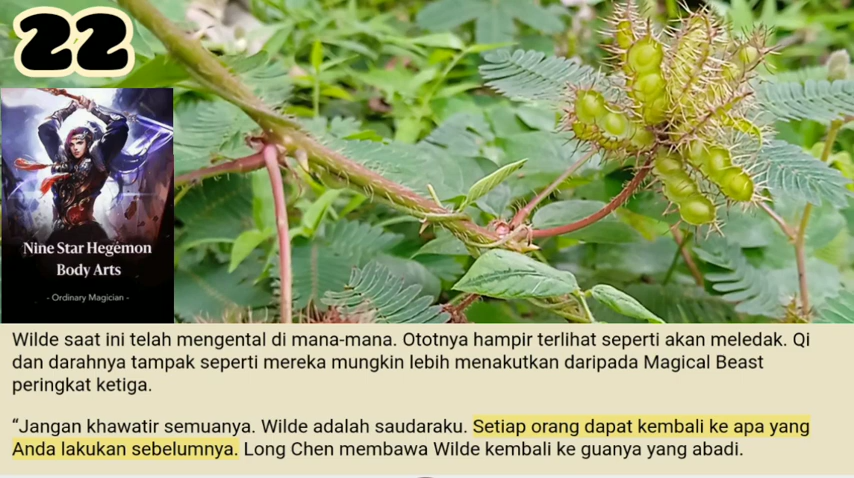 22
Nine Star Hegemon
Body Arts
- Ordinary Magician -
Wilde saat ini telah mengental di mana-mana. Ototnya hampir terlihat seperti akan meledak. Qi
dan darahnya tampak seperti mereka mungkin lebih menakutkan daripada Magical Beast
peringkat ketiga.
“Jangan khawatir semuanya. Wilde adalah saudaraku. Setiap orang dapat kembali ke apa yang
Anda lakukan sebelumnya. Long Chen membawa Wilde kembali ke guanya yang abadi.